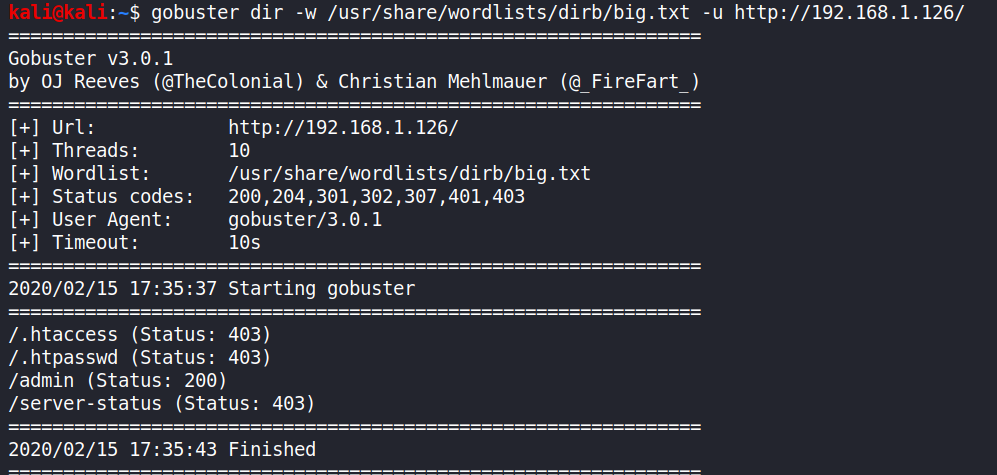 kali@kali:~$ gobuster dir -w /usr/share/wordlists/dirb/big.txt -u http://192.168.1.126/
===============================================================
Gobuster v3.0.1
by OJ Reeves (@TheColonial) & Christian Mehlmauer (@_FireFart_)
===============================================================
[+] Url:            http://192.168.1.126/
[+] Threads:        10
[+] Wordlist:       /usr/share/wordlists/dirb/big.txt
[+] Status codes:   200,204,301,302,307,401,403
[+] User Agent:     gobuster/3.0.1
[+] Timeout:        10s
===============================================================
2020/02/15 17:35:37 Starting gobuster
===============================================================
/.htaccess (Status: 403)
/.htpasswd (Status: 403)
/admin (Status: 200)
/server-status (Status: 403)
===============================================================
2020/02/15 17:35:43 Finished
===============================================================